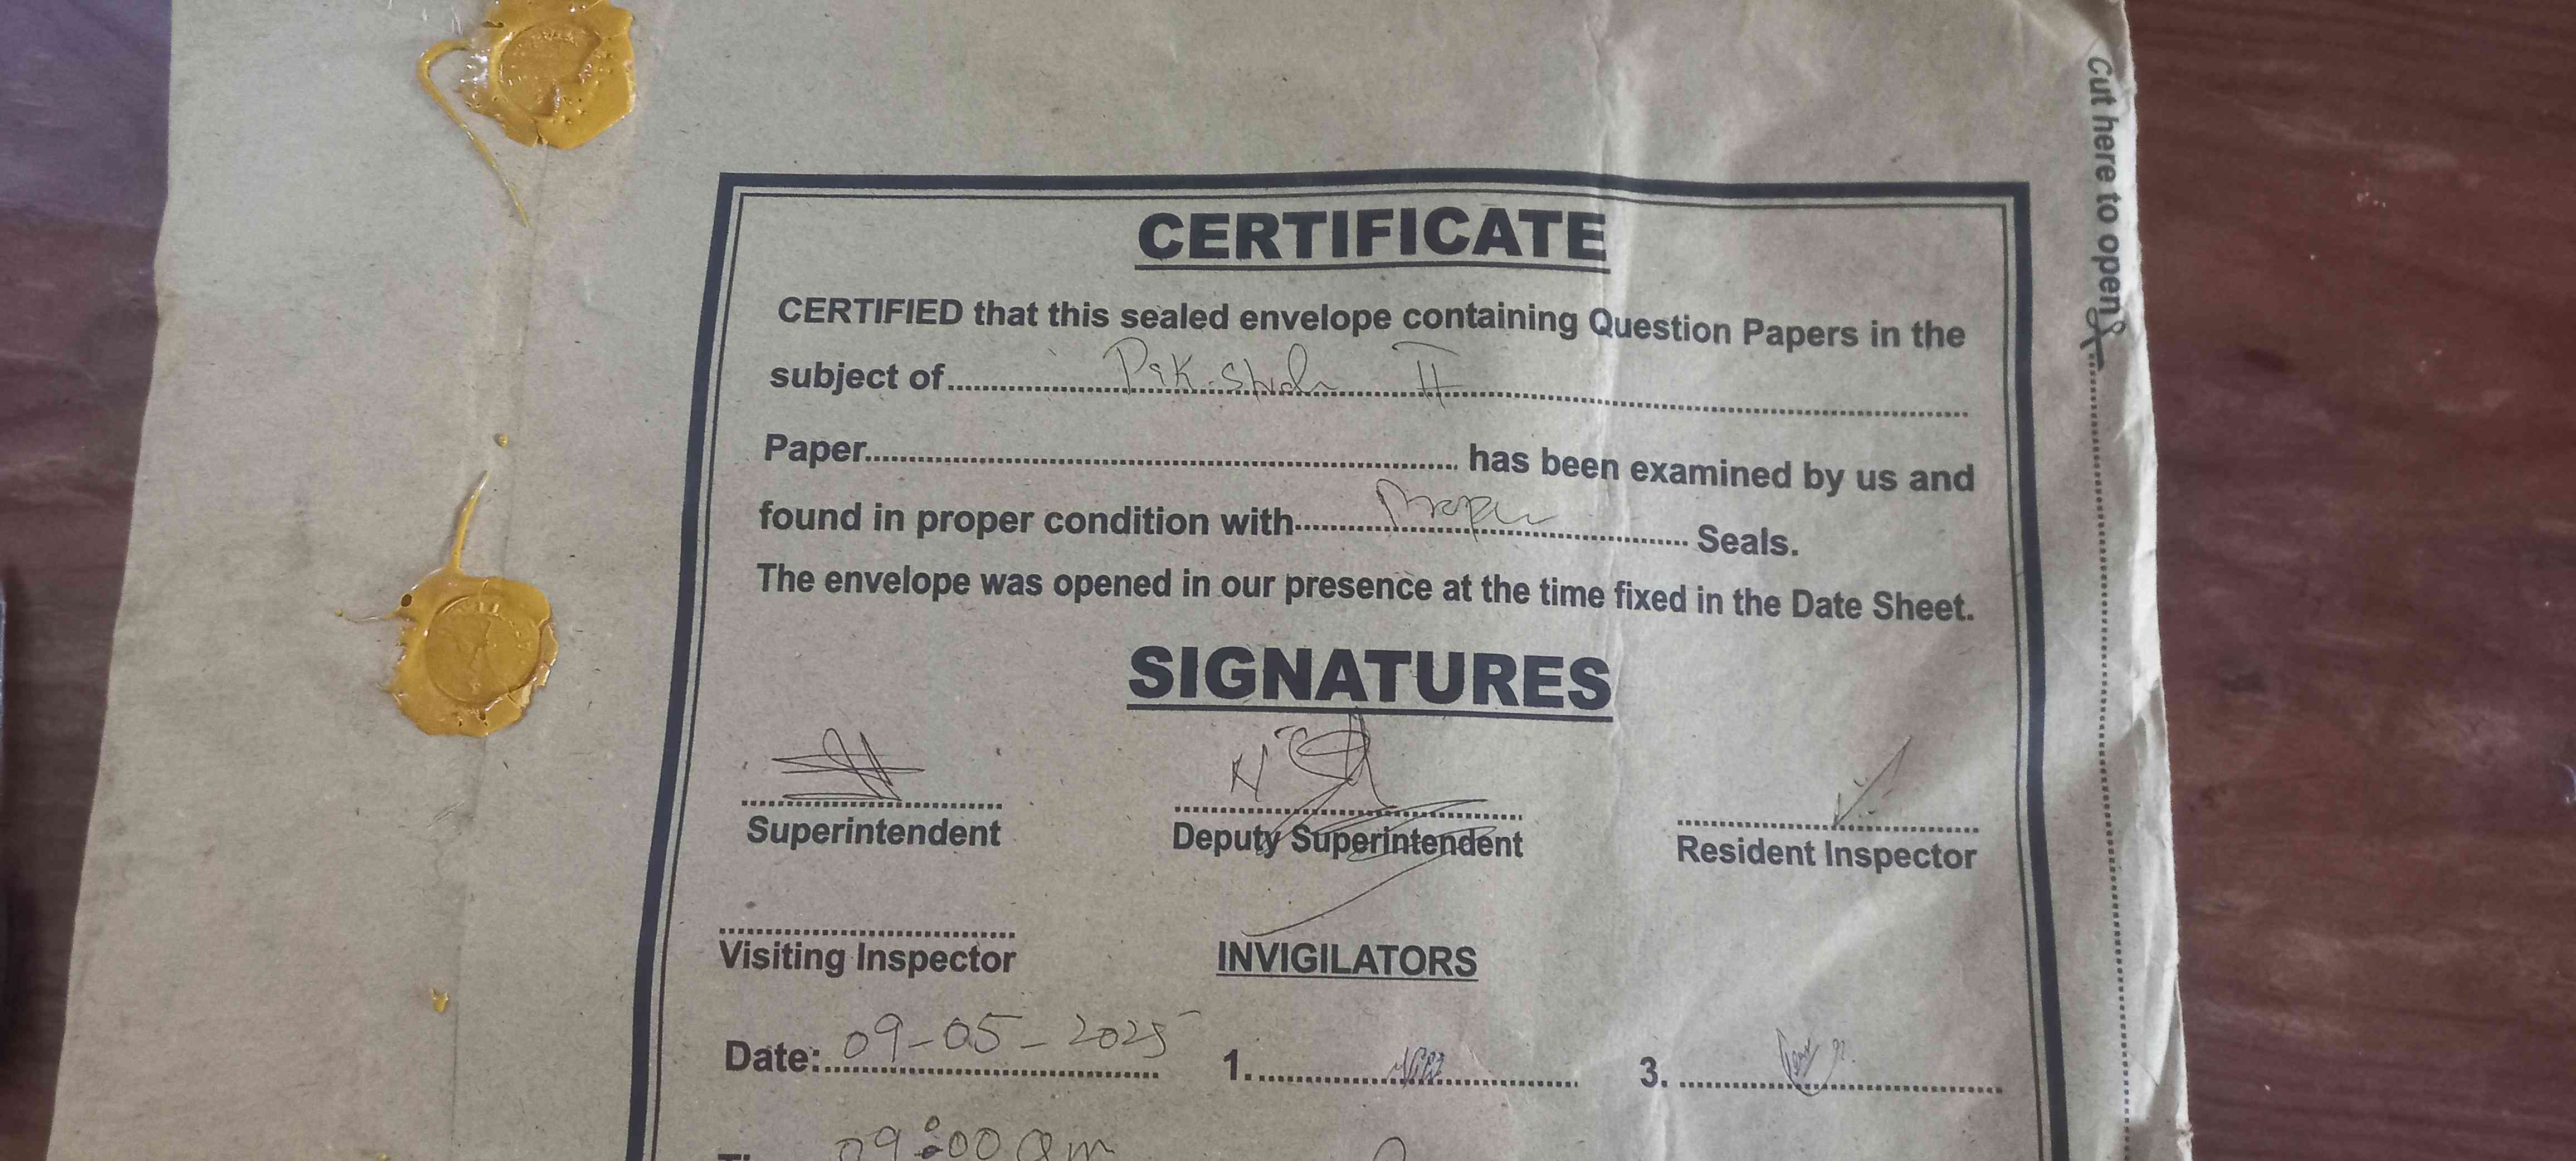 CERTIFICATE
CERTIFIED that this sealed envelope containing Question Papers in the
subject of Pak. Study II
Paper has been examined by us and
found in proper condition with Proper Seals.
The envelope was opened in our presence at the time fixed in the Date Sheet.
SIGNATURES
Superintendent Deputy Superintendent Resident Inspector
Visiting Inspector INVIGILATORS
Date: 09-05-2025 1. 3.
09:00 am
Cut here to open